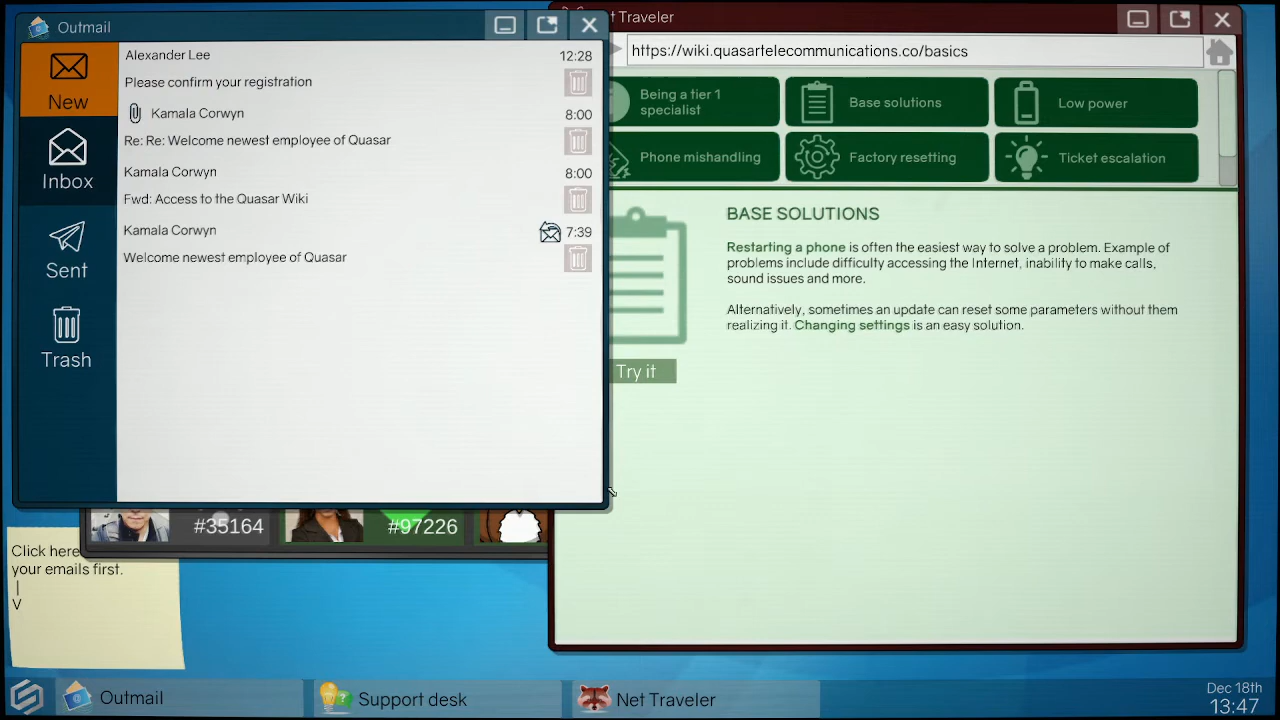 Outmail
New
Inbox
Sent
Trash
Alexander Lee
12:28
Please confirm your registration
Kamala Corwyn
8:00
Re: Re: Welcome newest employee of Quasar
Kamala Corwyn
8:00
Fwd: Access to the Quasar Wiki
Kamala Corwyn
7:39
Welcome newest employee of Quasar
Traveler
https://wiki.quasartelecommunications.co/basics
Being a tier 1
specialist
Base solutions
Low power
Phone mishandling
Factory resetting
Ticket escalation
BASE SOLUTIONS
Restarting a phone is often the easiest way to solve a problem. Example of
problems include difficulty accessing the Internet, inability to make calls,
sound issues and more.
Alternatively, sometimes an update can reset some parameters without them
realizing it. Changing settings is an easy solution.
Try it
#35164
#97226
Click here
your emails first.
|
V
Outmail
Support desk
Net Traveler
Dec 18th
13:47